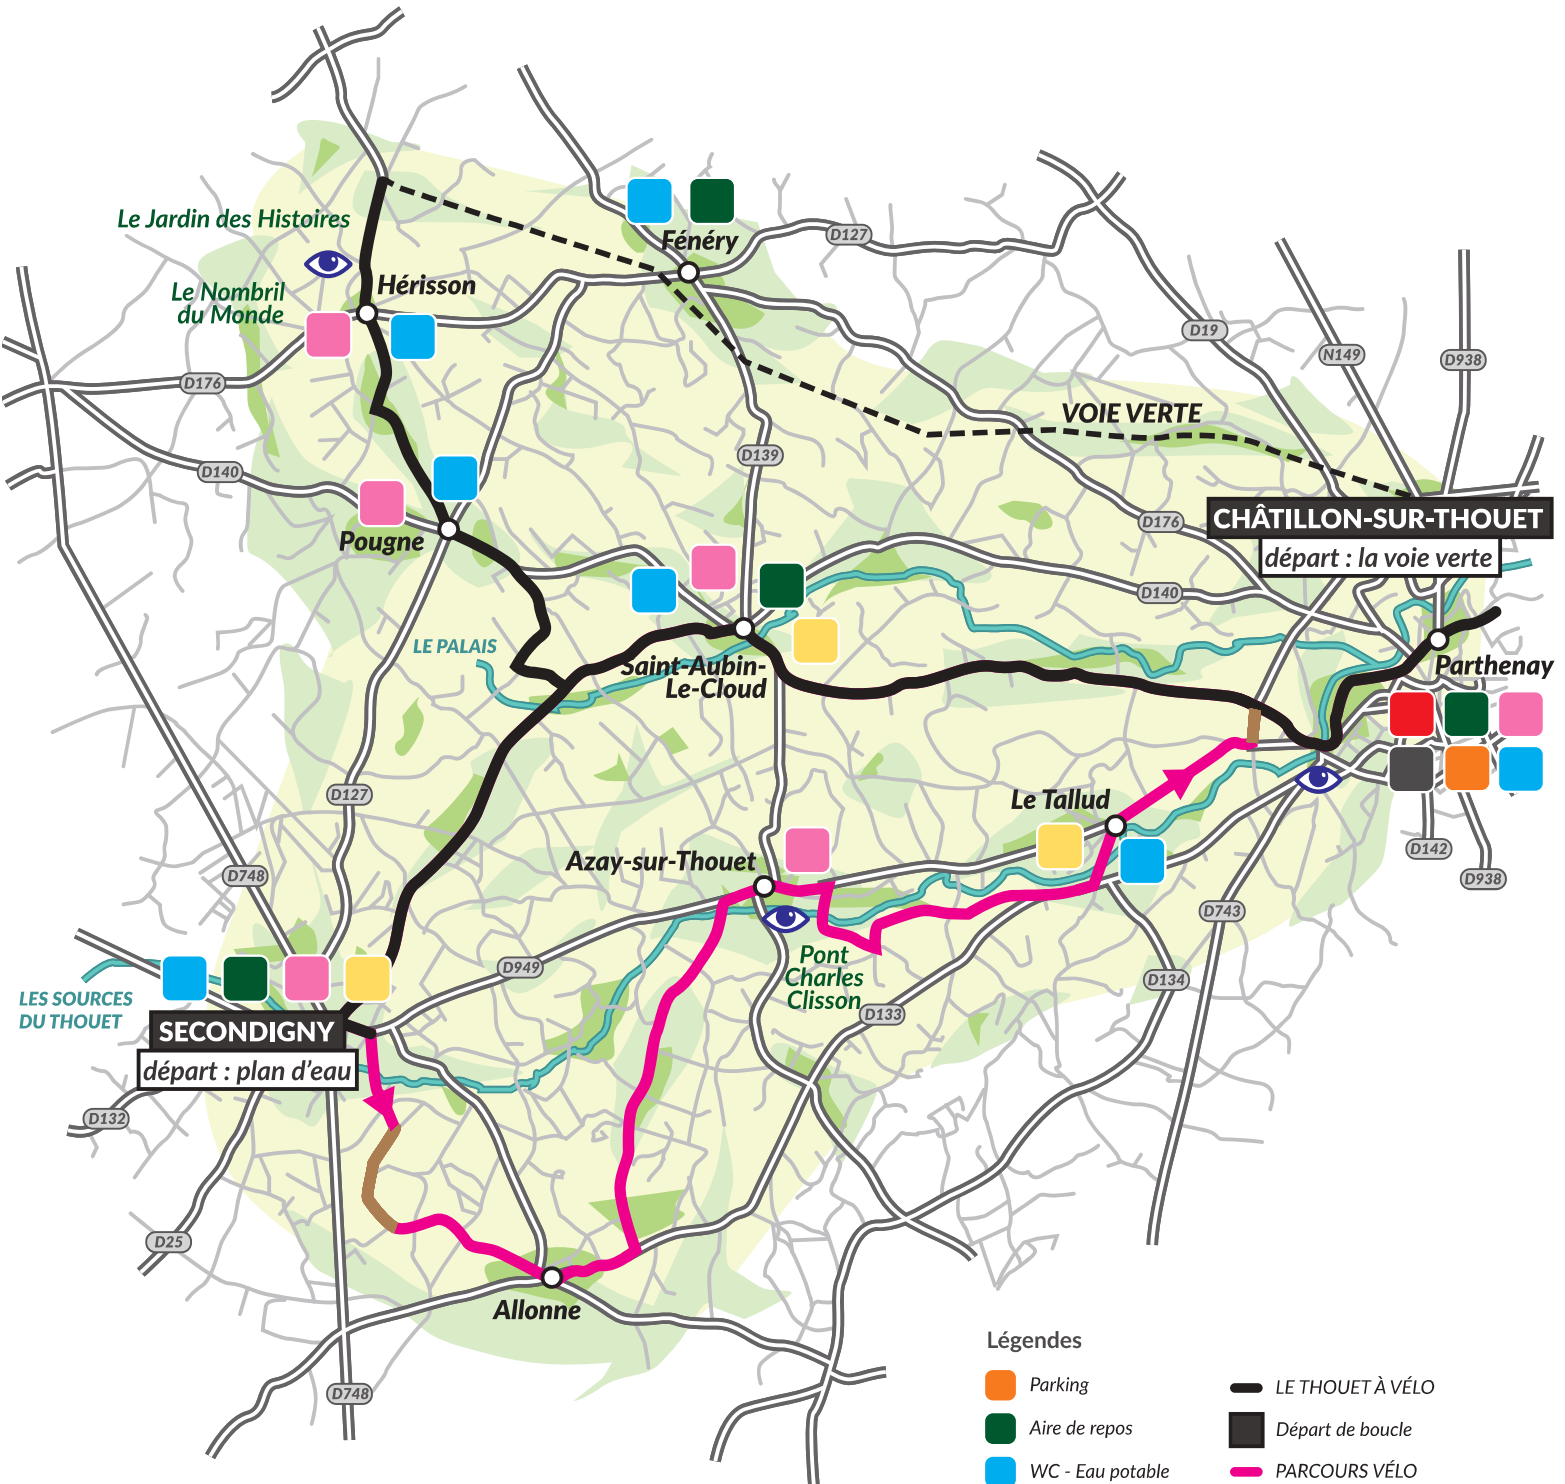 Le Jardin des Histoires
Fénéry
D127
Hérisson
Le Nombril
du Monde
D19
N149
D938
D176
VOIE VERTE
D139
D140
D176
CHÂTILLON-SUR-THOUET
départ : la voie verte
Pougne
D140
LE PALAIS
Saint-Aubin-
Le-Cloud
Parthenay
D127
Le Tallud
D142
Azay-sur-Thouet
D748
D938
D743
D949
Pont
Charles
Clisson
D134
LES SOURCES
DU THOUET
D133
SECONDIGNY
départ : plan d'eau
D132
D25
Allonne
D748
Légendes
Parking
Aire de repos
WC - Eau potable
LE THOUET À VÉLO
Départ de boucle
PARCOURS VÉLO